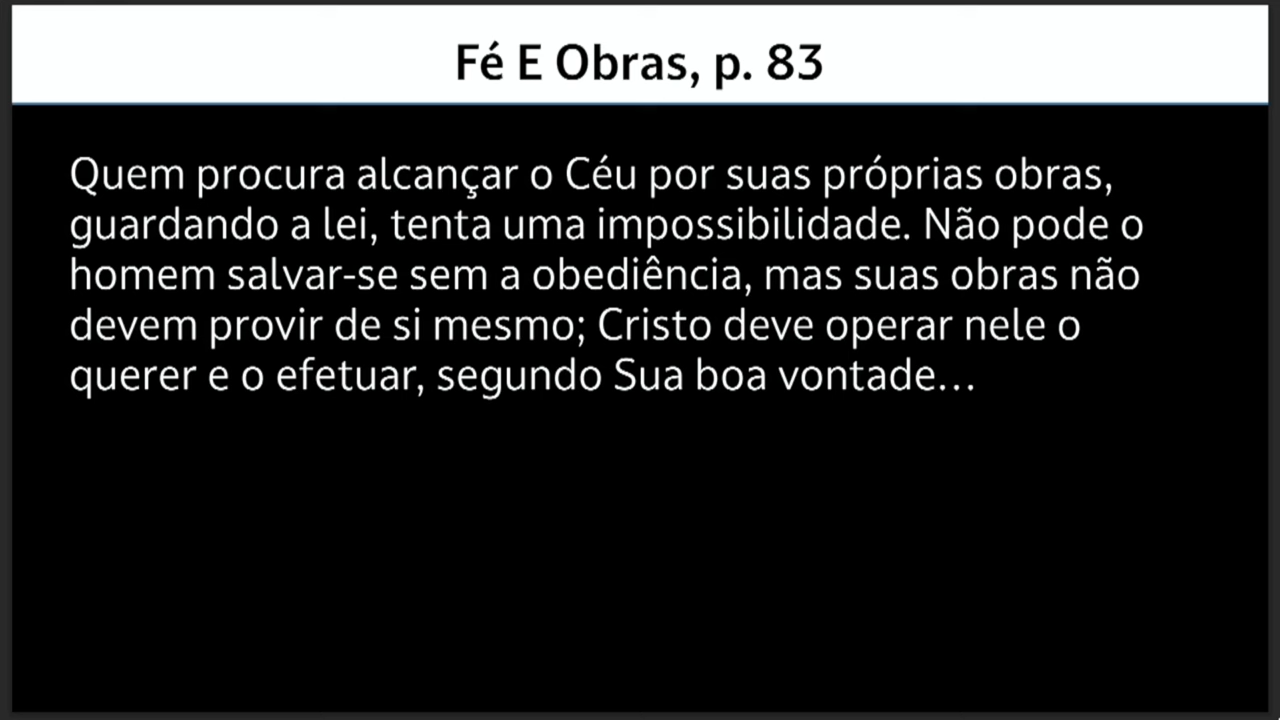 Fé E Obras, p. 83
Quem procura alcançar o Céu por suas próprias obras,
guardando a lei, tenta uma impossibilidade. Não pode o
homem salvar-se sem a obediência, mas suas obras não
devem provir de si mesmo; Cristo deve operar nele o
querer e o efetuar, segundo Sua boa vontade...